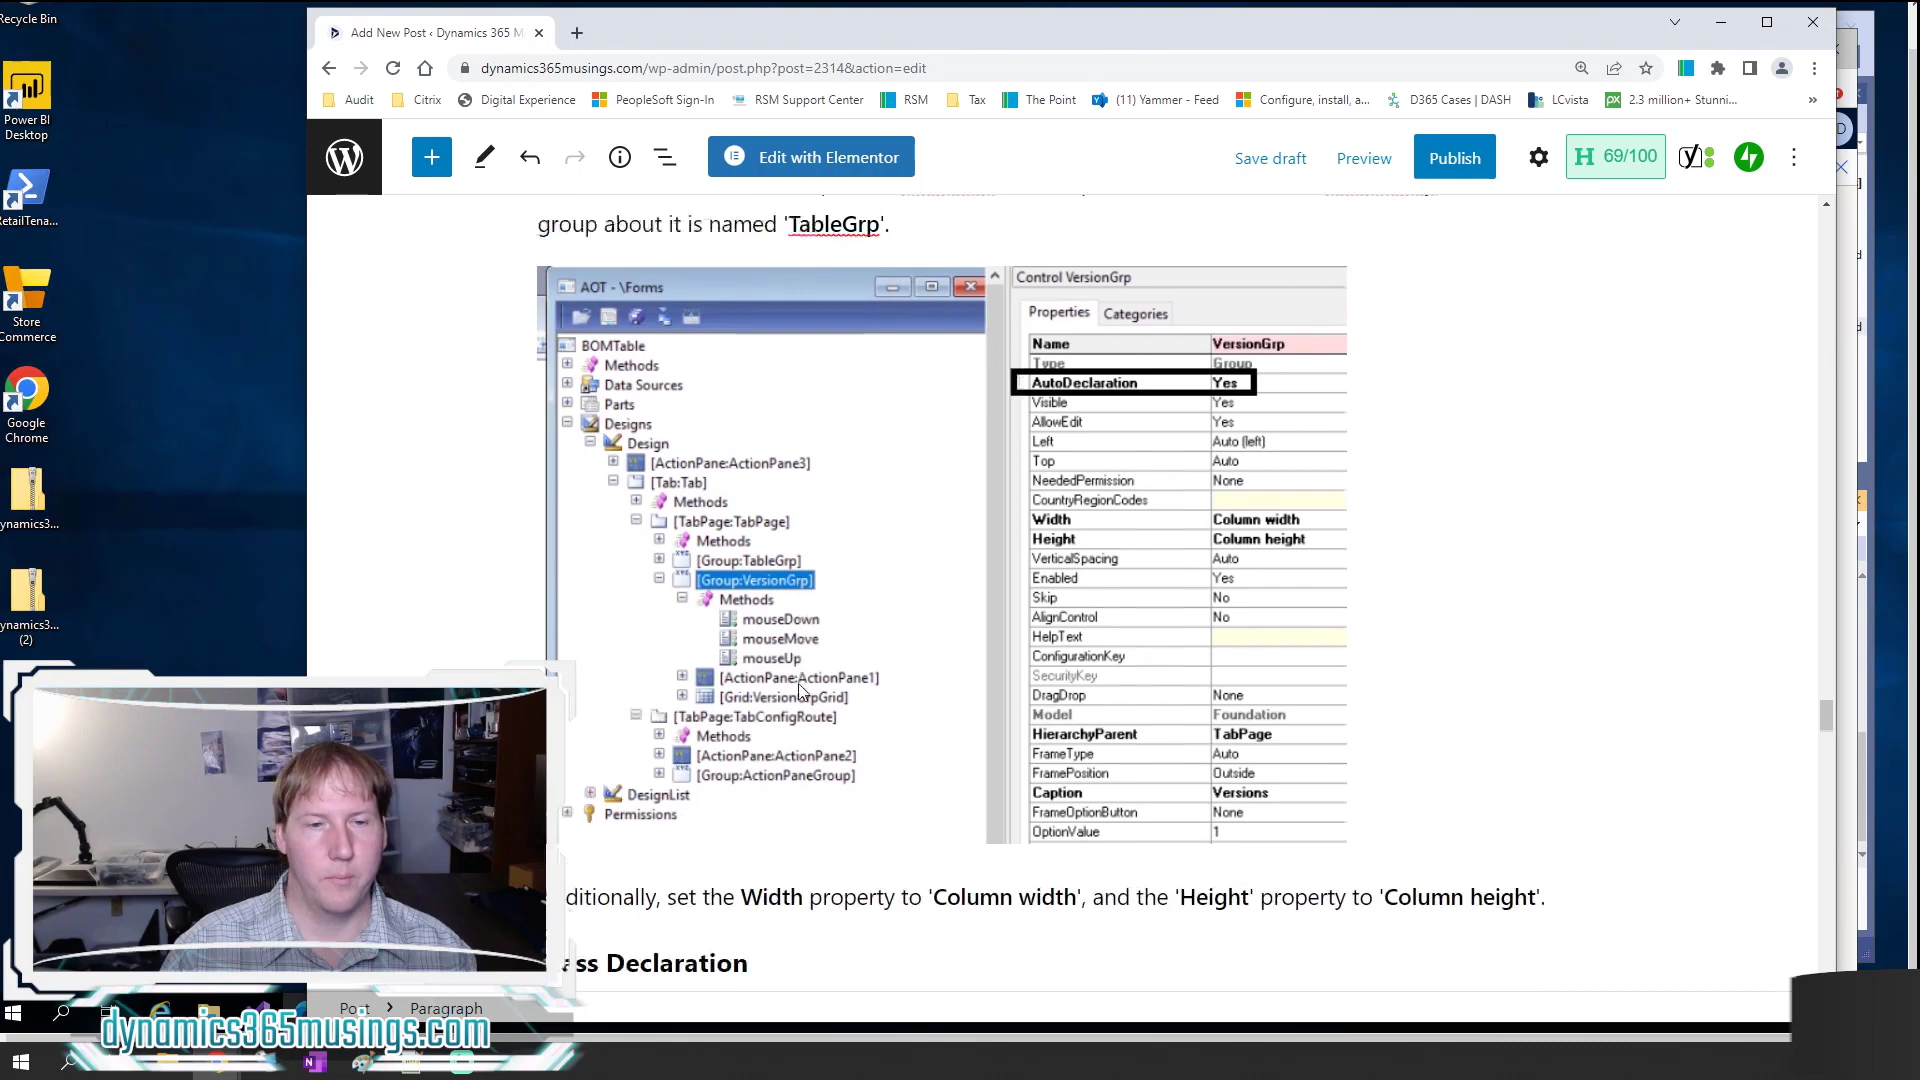 Recycle Bin
Add New Post ‹ Dynamics 365 M
dynamics365musings.com/wp-admin/post.php?post=2314&action=edit
Audit
Citrix
Digital Experience
PeopleSoft Sign-In
RSM Support Center
RSM
Tax
The Point
(11) Yammer - Feed
Configure, install, a...
D365 Cases | DASH
LCvista
2.3 million+ Stunni...
Power BI
Desktop
Edit with Elementor
Save draft
Preview
Publish
H 69/100
RetailTena...
Store
Commerce
Google
Chrome
ynamics3...
ynamics3...
(2)
group about it is named 'TableGrp'.
AOT - \Forms
BOMTable
Methods
Data Sources
Parts
Designs
Design
[ActionPane:ActionPane3]
[Tab:Tab]
Methods
[TabPage:TabPage]
Methods
[Group:TableGrp]
[Group:VersionGrp]
Methods
mouseDown
mouseMove
mouseUp
[ActionPane:ActionPane1]
[TabPage:TabConfigRoute]
Methods
[ActionPane:ActionPane2]
[Group:ActionPaneGroup]
DesignList
Permissions
Control VersionGrp
Properties
Categories
Name VersionGrp
Type Group
AutoDeclaration Yes
Visible Yes
AllowEdit Yes
Left Auto (left)
Top Auto
NeededPermission None
CountryRegionCodes
Width Column width
Height Column height
VerticalSpacing Auto
Enabled Yes
Skip No
AlignControl No
HelpText
ConfigurationKey
SecurityKey
DragDrop None
Model Foundation
HierarchyParent TabPage
FrameType Auto
FramePosition Outside
Caption Versions
FrameOptionButton None
OptionValue 1
ditionally, set the Width property to 'Column width', and the 'Height' property to 'Column height'.
ass Declaration
Post › Paragraph
dynamics365musings.com